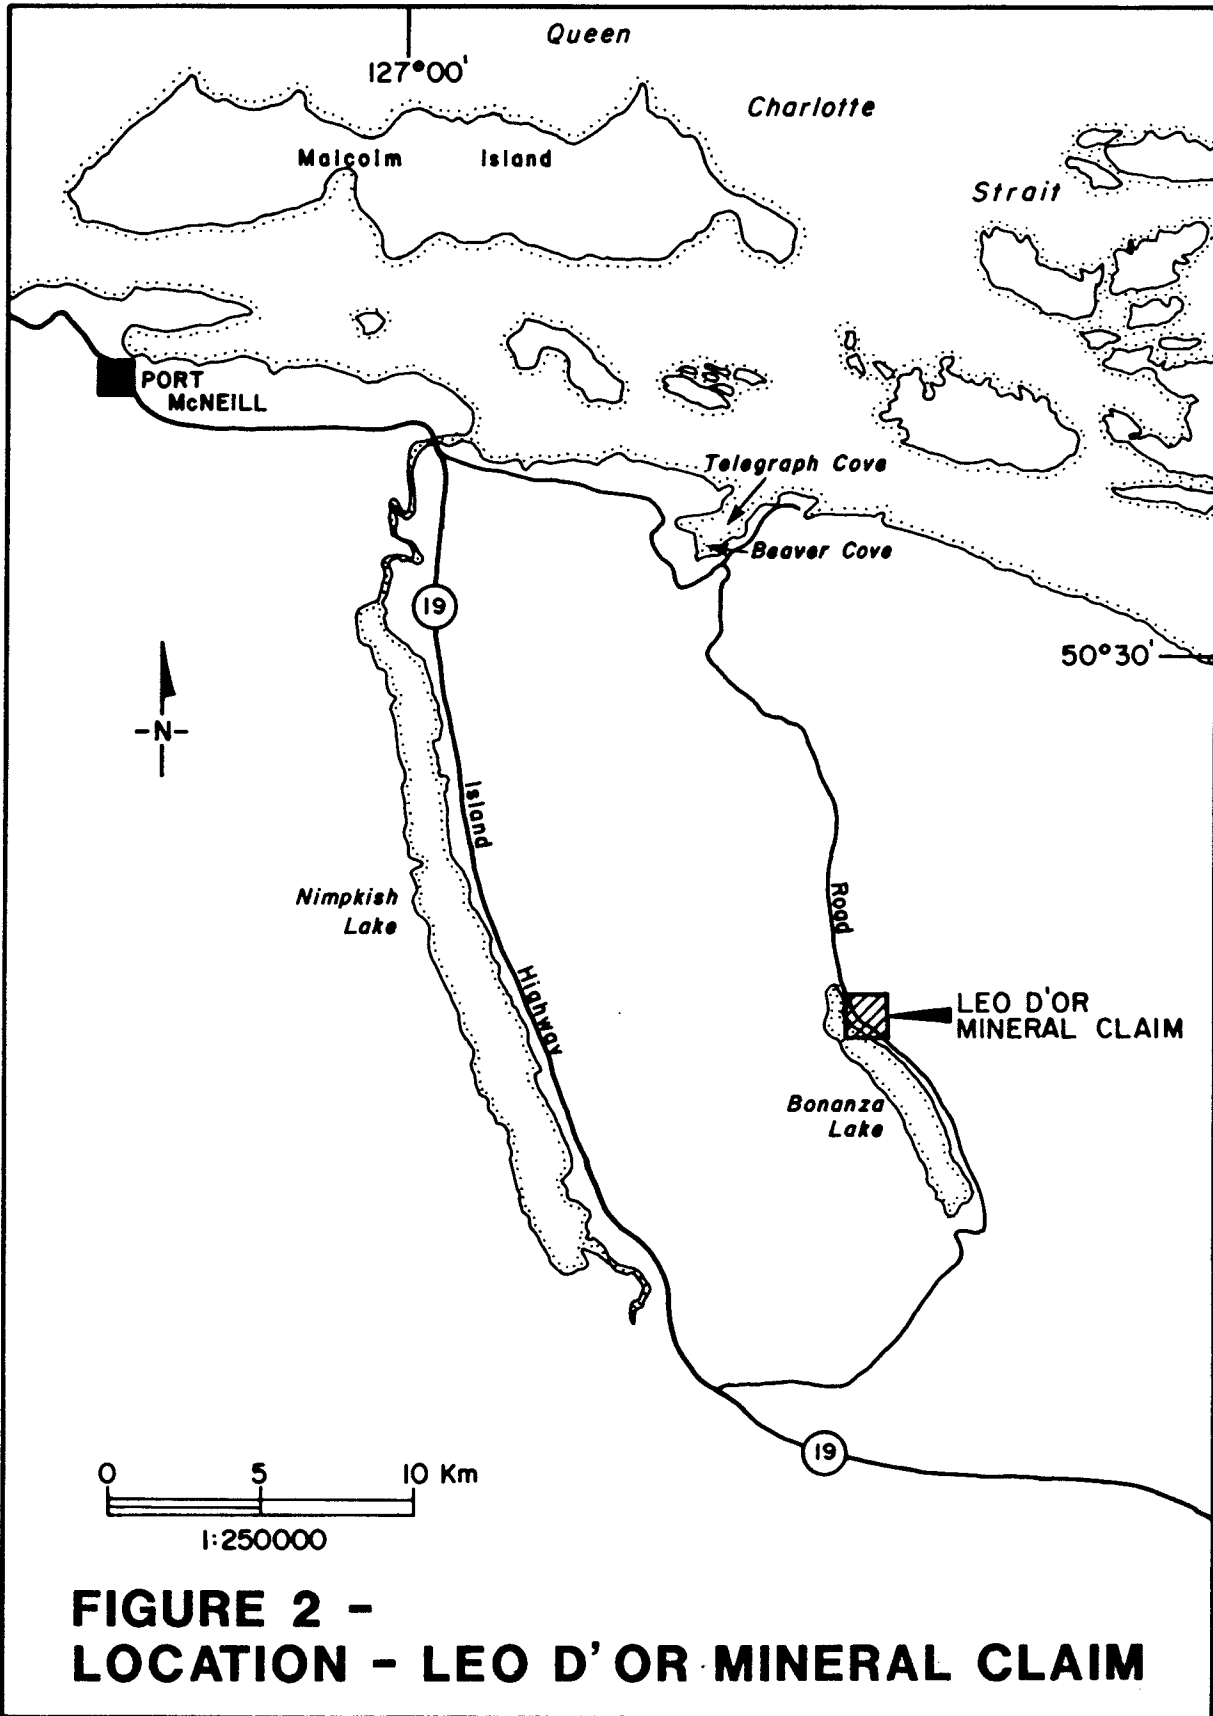 Queen
127°00'
Charlotte
Malcolm Island
Strait
PORT
McNEILL
Telegraph Cove
Beaver Cove
19
50°30'
-N-
Island
Nimpkish
Lake
Road
Highway
LEO D'OR
MINERAL CLAIM
Bonanza
Lake
19
0 5 10 Km
1:250000
FIGURE 2 -
LOCATION - LEO D'OR MINERAL CLAIM